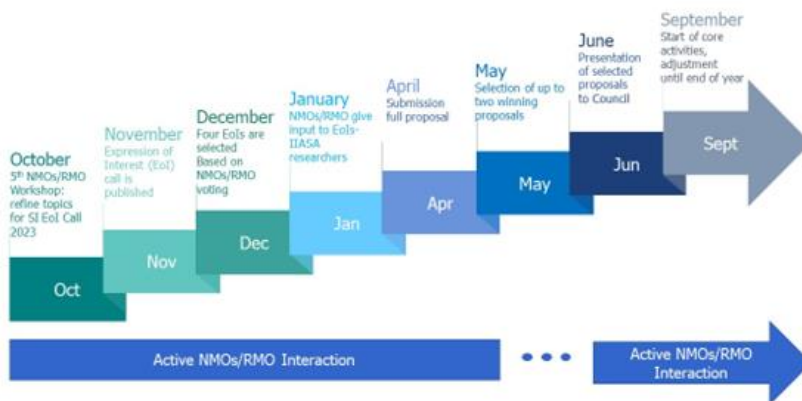 October
5th NMOs/RMO
Workshop:
refine topics
for SI EoI Call
2023
November
Expression of
Interest (EoI)
call is
published
December
Four EoIs are
selected
Based on
NMOs/RMO
voting
January
NMOs/RMO give
input to EoIs-
IIASA
researchers
April
Submission
full proposal
May
Selection of up to
two winning
proposals
June
Presentation
of selected
proposals
to Council
September
Start of core
activities,
adjustment
until end of year
Oct
Nov
Dec
Jan
Apr
May
Jun
Sept
Active NMOs/RMO Interaction
Active NMOs/RMO
Interaction